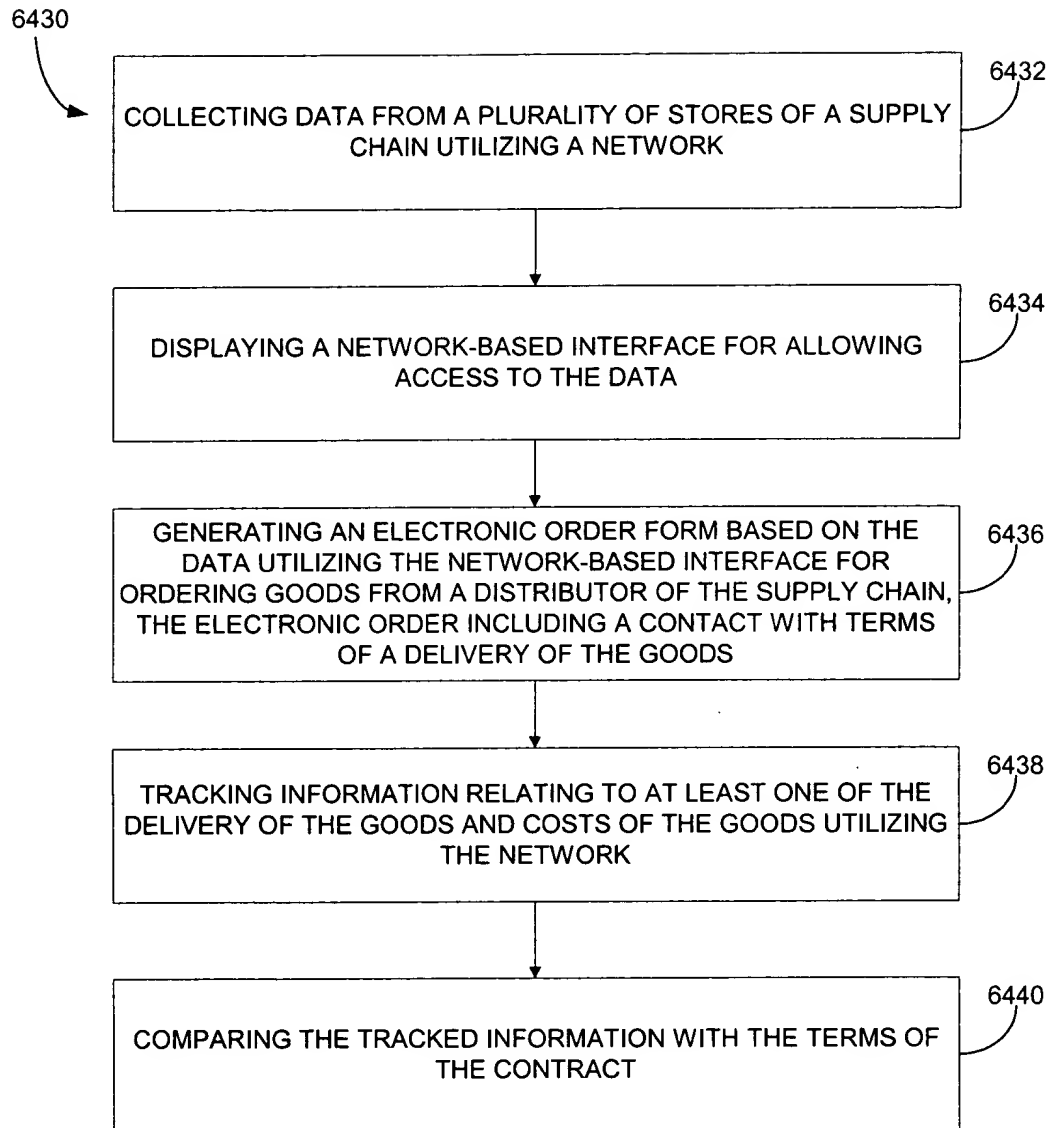 6430
6432
COLLECTING DATA FROM A PLURALITY OF STORES OF A SUPPLY
CHAIN UTILIZING A NETWORK
6434
DISPLAYING A NETWORK-BASED INTERFACE FOR ALLOWING
ACCESS TO THE DATA
6436
GENERATING AN ELECTRONIC ORDER FORM BASED ON THE
DATA UTILIZING THE NETWORK-BASED INTERFACE FOR
ORDERING GOODS FROM A DISTRIBUTOR OF THE SUPPLY CHAIN,
THE ELECTRONIC ORDER INCLUDING A CONTACT WITH TERMS
OF A DELIVERY OF THE GOODS
6438
TRACKING INFORMATION RELATING TO AT LEAST ONE OF THE
DELIVERY OF THE GOODS AND COSTS OF THE GOODS UTILIZING
THE NETWORK
6440
COMPARING THE TRACKED INFORMATION WITH THE TERMS OF
THE CONTRACT